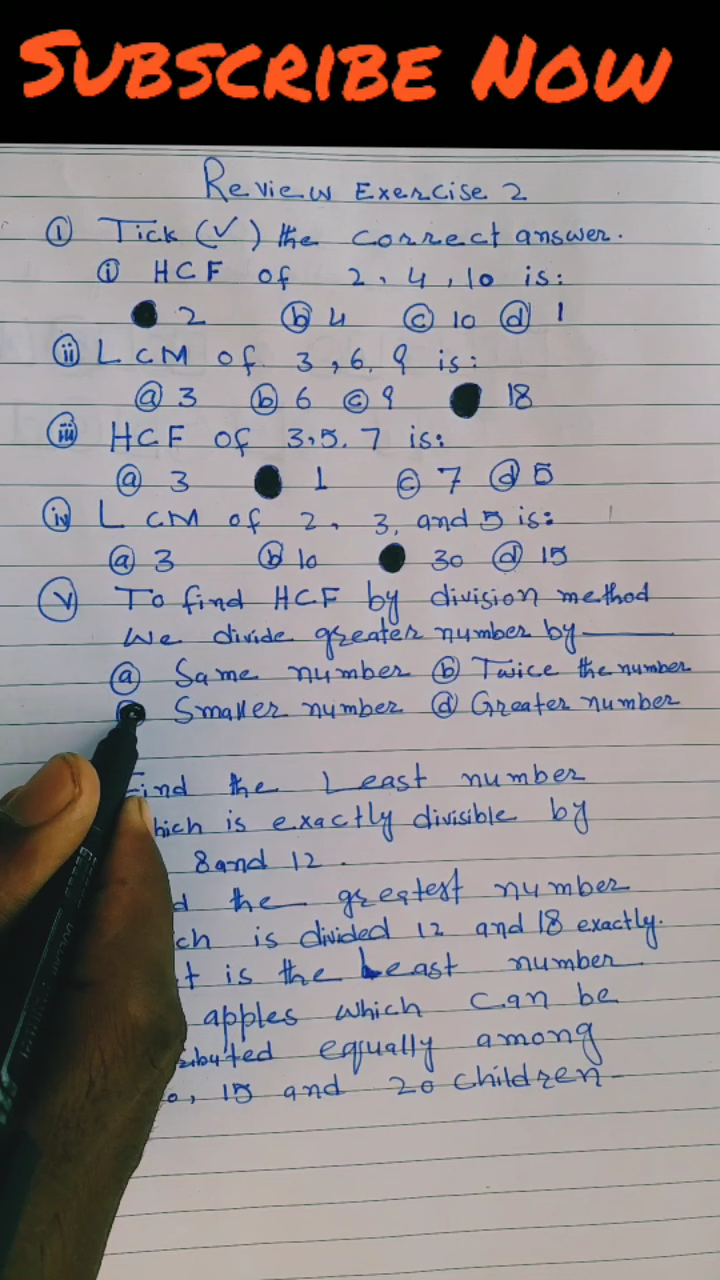 SUBSCRIBE NOW
Review Exercise 2
① Tick (✓) the correct answer.
ⓘ HCF of 2, 4, 10 is:
2 ⓑ 4 ⓒ 10 ⓓ 1
ⅱ LCM of 3, 6, 9 is:
ⓐ 3 ⓑ 6 ⓒ 9 18
ⅲ HCF of 3, 5, 7 is:
ⓐ 3 1 ⓒ 7 ⓓ 5
ⅳ LCM of 2, 3, and 5 is:
ⓐ 3 ⓑ 10 30 ⓓ 15
ⅴ To find HCF by division method
We divide greater number by ———
ⓐ Same number ⓑ Twice the number
Smaller number ⓓ Greater number
Find the Least number
hich is exactly divisible by
8 and 12.
d the greatest number
ch is divided 12 and 18 exactly.
t is the Least number
apples which can be
ibuted equally among
0, 15 and 20 children